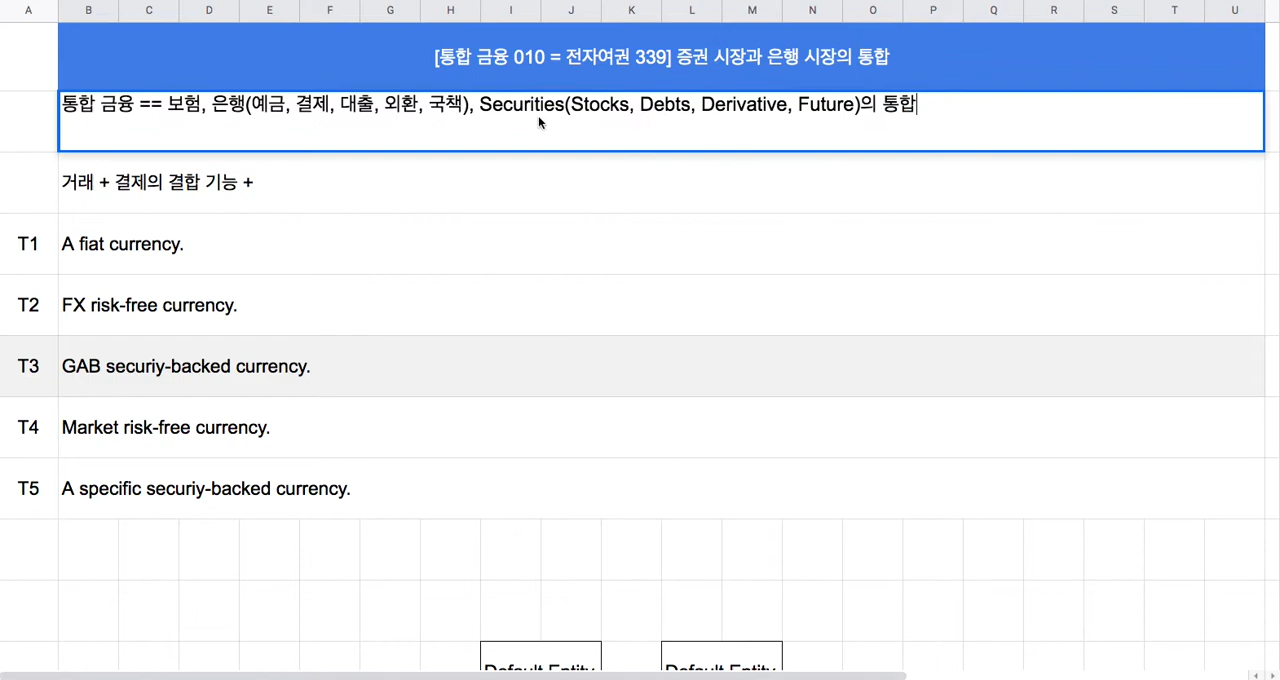 A B C D E F G H I J K L M N O P Q R S T U
[통합 금융 010 = 전자여권 339] 증권 시장과 은행 시장의 통합
통합 금융 == 보험, 은행(예금, 결제, 대출, 외환, 국책), Securities(Stocks, Debts, Derivative, Future)의 통합
거래 + 결제의 결합 기능 +
T1 A fiat currency.
T2 FX risk-free currency.
T3 GAB securiy-backed currency.
T4 Market risk-free currency.
T5 A specific securiy-backed currency.
Default Entity Default Entity